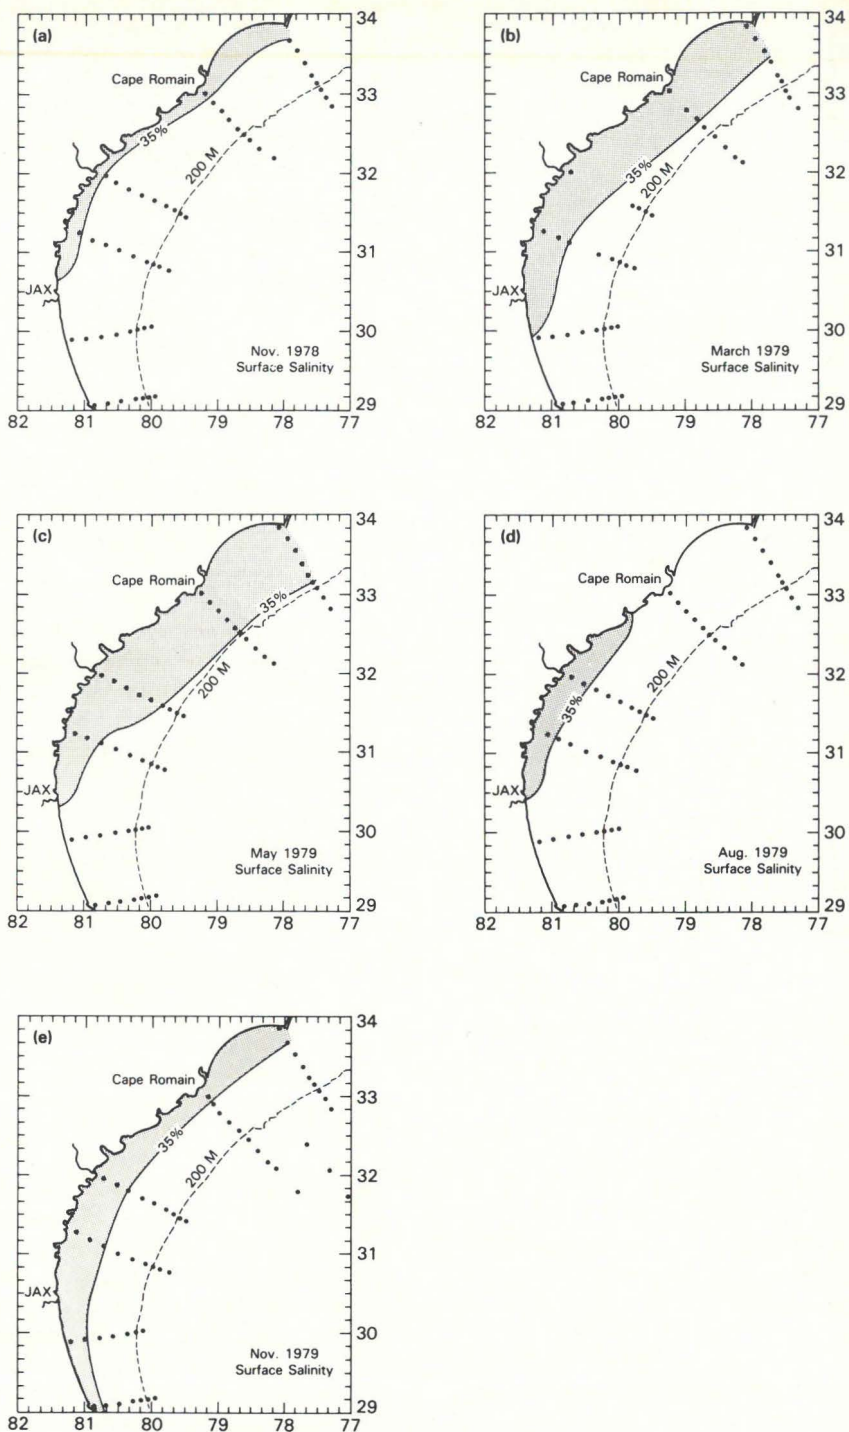 (a)
Cape Romain
35%
200 M
JAX
Nov. 1978
Surface Salinity
34
33
32
31
30
29
82 81 80 79 78 77
(b)
Cape Romain
35%
200 M
JAX
March 1979
Surface Salinity
34
33
32
31
30
29
82 81 80 79 78 77
(c)
Cape Romain
35%
200 M
JAX
May 1979
Surface Salinity
34
33
32
31
30
29
82 81 80 79 78 77
(d)
Cape Romain
35%
200 M
JAX
Aug. 1979
Surface Salinity
34
33
32
31
30
29
82 81 80 79 78 77
(e)
Cape Romain
35%
200 M
JAX
Nov. 1979
Surface Salinity
34
33
32
31
30
29
82 81 80 79 78 77